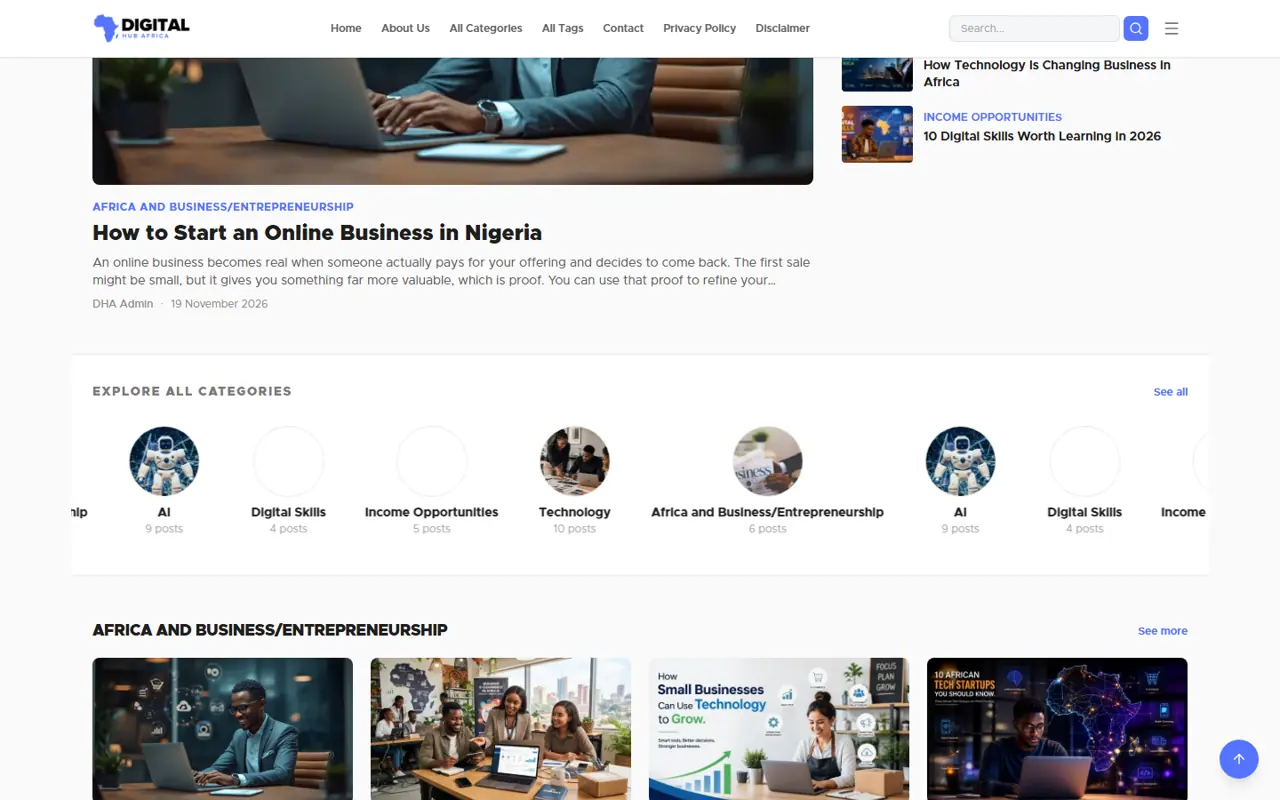 DIGITAL
HUB AFRICA
Home
About Us
All Categories
All Tags
Contact
Privacy Policy
Disclaimer
Search...
How Technology Is Changing Business in
Africa
INCOME OPPORTUNITIES
10 Digital Skills Worth Learning in 2026
AFRICA AND BUSINESS/ENTREPRENEURSHIP
How to Start an Online Business in Nigeria
An online business becomes real when someone actually pays for your offering and decides to come back. The first sale
might be small, but it gives you something far more valuable, which is proof. You can use that proof to refine your...
DHA Admin · 19 November 2026
EXPLORE ALL CATEGORIES
See all
hip
AI
9 posts
Digital Skills
4 posts
Income Opportunities
5 posts
Technology
10 posts
Africa and Business/Entrepreneurship
6 posts
AI
9 posts
Digital Skills
4 posts
Income
AFRICA AND BUSINESS/ENTREPRENEURSHIP
See more
How
Small Businesses
Can Use Technology
to Grow.
Smart tools. Better decisions.
Stronger businesses.
FOCUS
PLAN
GROW
10 AFRICAN
TECH STARTUPS
YOU SHOULD KNOW.